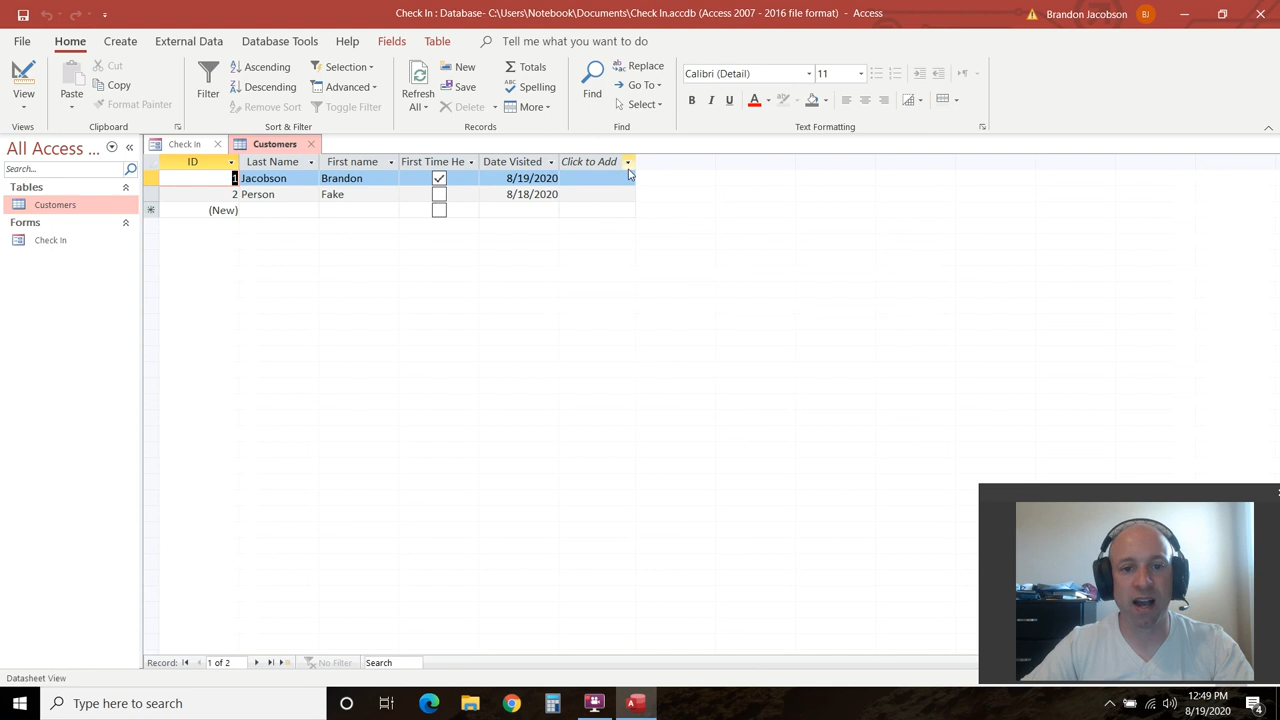 Check In : Database- C:\Users\Notebook\Documents\Check In.accdb (Access 2007 - 2016 file format) - Access
Brandon Jacobson
BJ
File
Home
Create
External Data
Database Tools
Help
Fields
Table
Tell me what you want to do
View
Views
Paste
Cut
Copy
Format Painter
Clipboard
Filter
Ascending
Descending
Remove Sort
Selection
Advanced
Toggle Filter
Sort & Filter
Refresh
All
New
Save
Delete
Totals
Spelling
More
Records
Find
Replace
Go To
Select
Find
Calibri (Detail)
11
B I U A
Text Formatting
All Access ...
Search...
Tables
Customers
Forms
Check In
Check In
Customers
ID Last Name First name First Time He Date Visited Click to Add
1 Jacobson Brandon 8/19/2020
2 Person Fake 8/18/2020
(New)
Record: 1 of 2 No Filter Search
Datasheet View
Type here to search
12:49 PM
8/19/2020
4